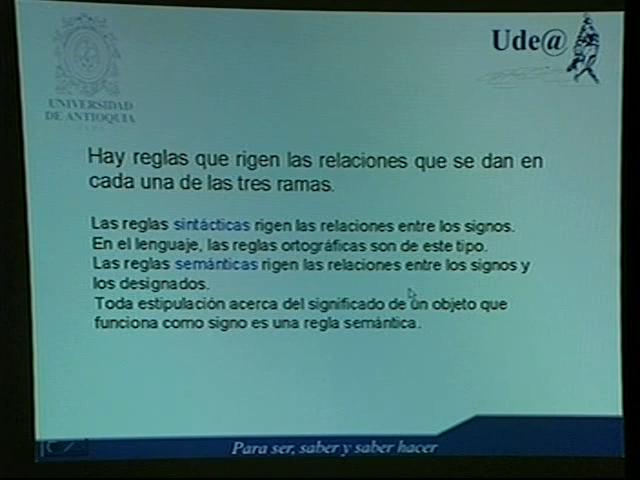 UNIVERSIDAD
DE ANTIOQUIA
Ude@
Hay reglas que rigen las relaciones que se dan en
cada una de las tres ramas.
Las reglas sintácticas rigen las relaciones entre los signos.
En el lenguaje, las reglas ortográficas son de este tipo.
Las reglas semánticas rigen las relaciones entre los signos y
los designados.
Toda estipulación acerca del significado de un objeto que
funciona como signo es una regla semántica.
Para ser, saber y saber hacer